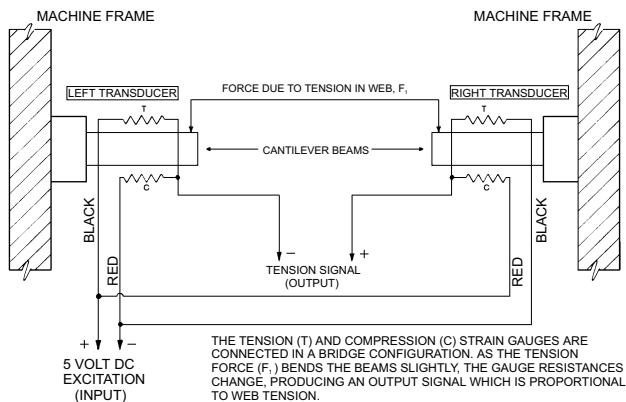 MACHINE FRAME
MACHINE FRAME
LEFT TRANSDUCER
FORCE DUE TO TENSION IN WEB, F₁
RIGHT TRANSDUCER
T
T
CANTILEVER BEAMS
C
C
BLACK
RED
RED
BLACK
− +
TENSION SIGNAL
(OUTPUT)
+ −
5 VOLT DC
EXCITATION
(INPUT)
THE TENSION (T) AND COMPRESSION (C) STRAIN GAUGES ARE
CONNECTED IN A BRIDGE CONFIGURATION. AS THE TENSION
FORCE (F₁ ) BENDS THE BEAMS SLIGHTLY, THE GAUGE RESISTANCES
CHANGE, PRODUCING AN OUTPUT SIGNAL WHICH IS PROPORTIONAL
TO WEB TENSION.